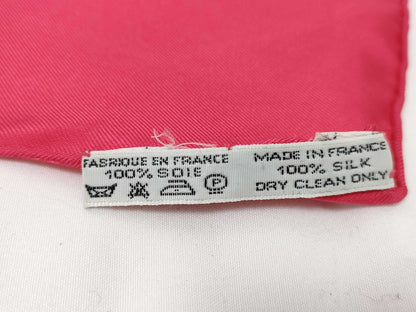 FABRIQUE EN FRANCE
100% SOIE
P
MADE IN FRANCE
100% SILK
DRY CLEAN ONLY